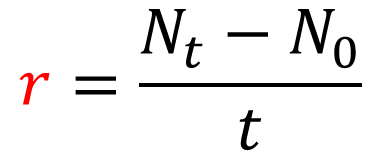 r = (N_t − N_0) / t